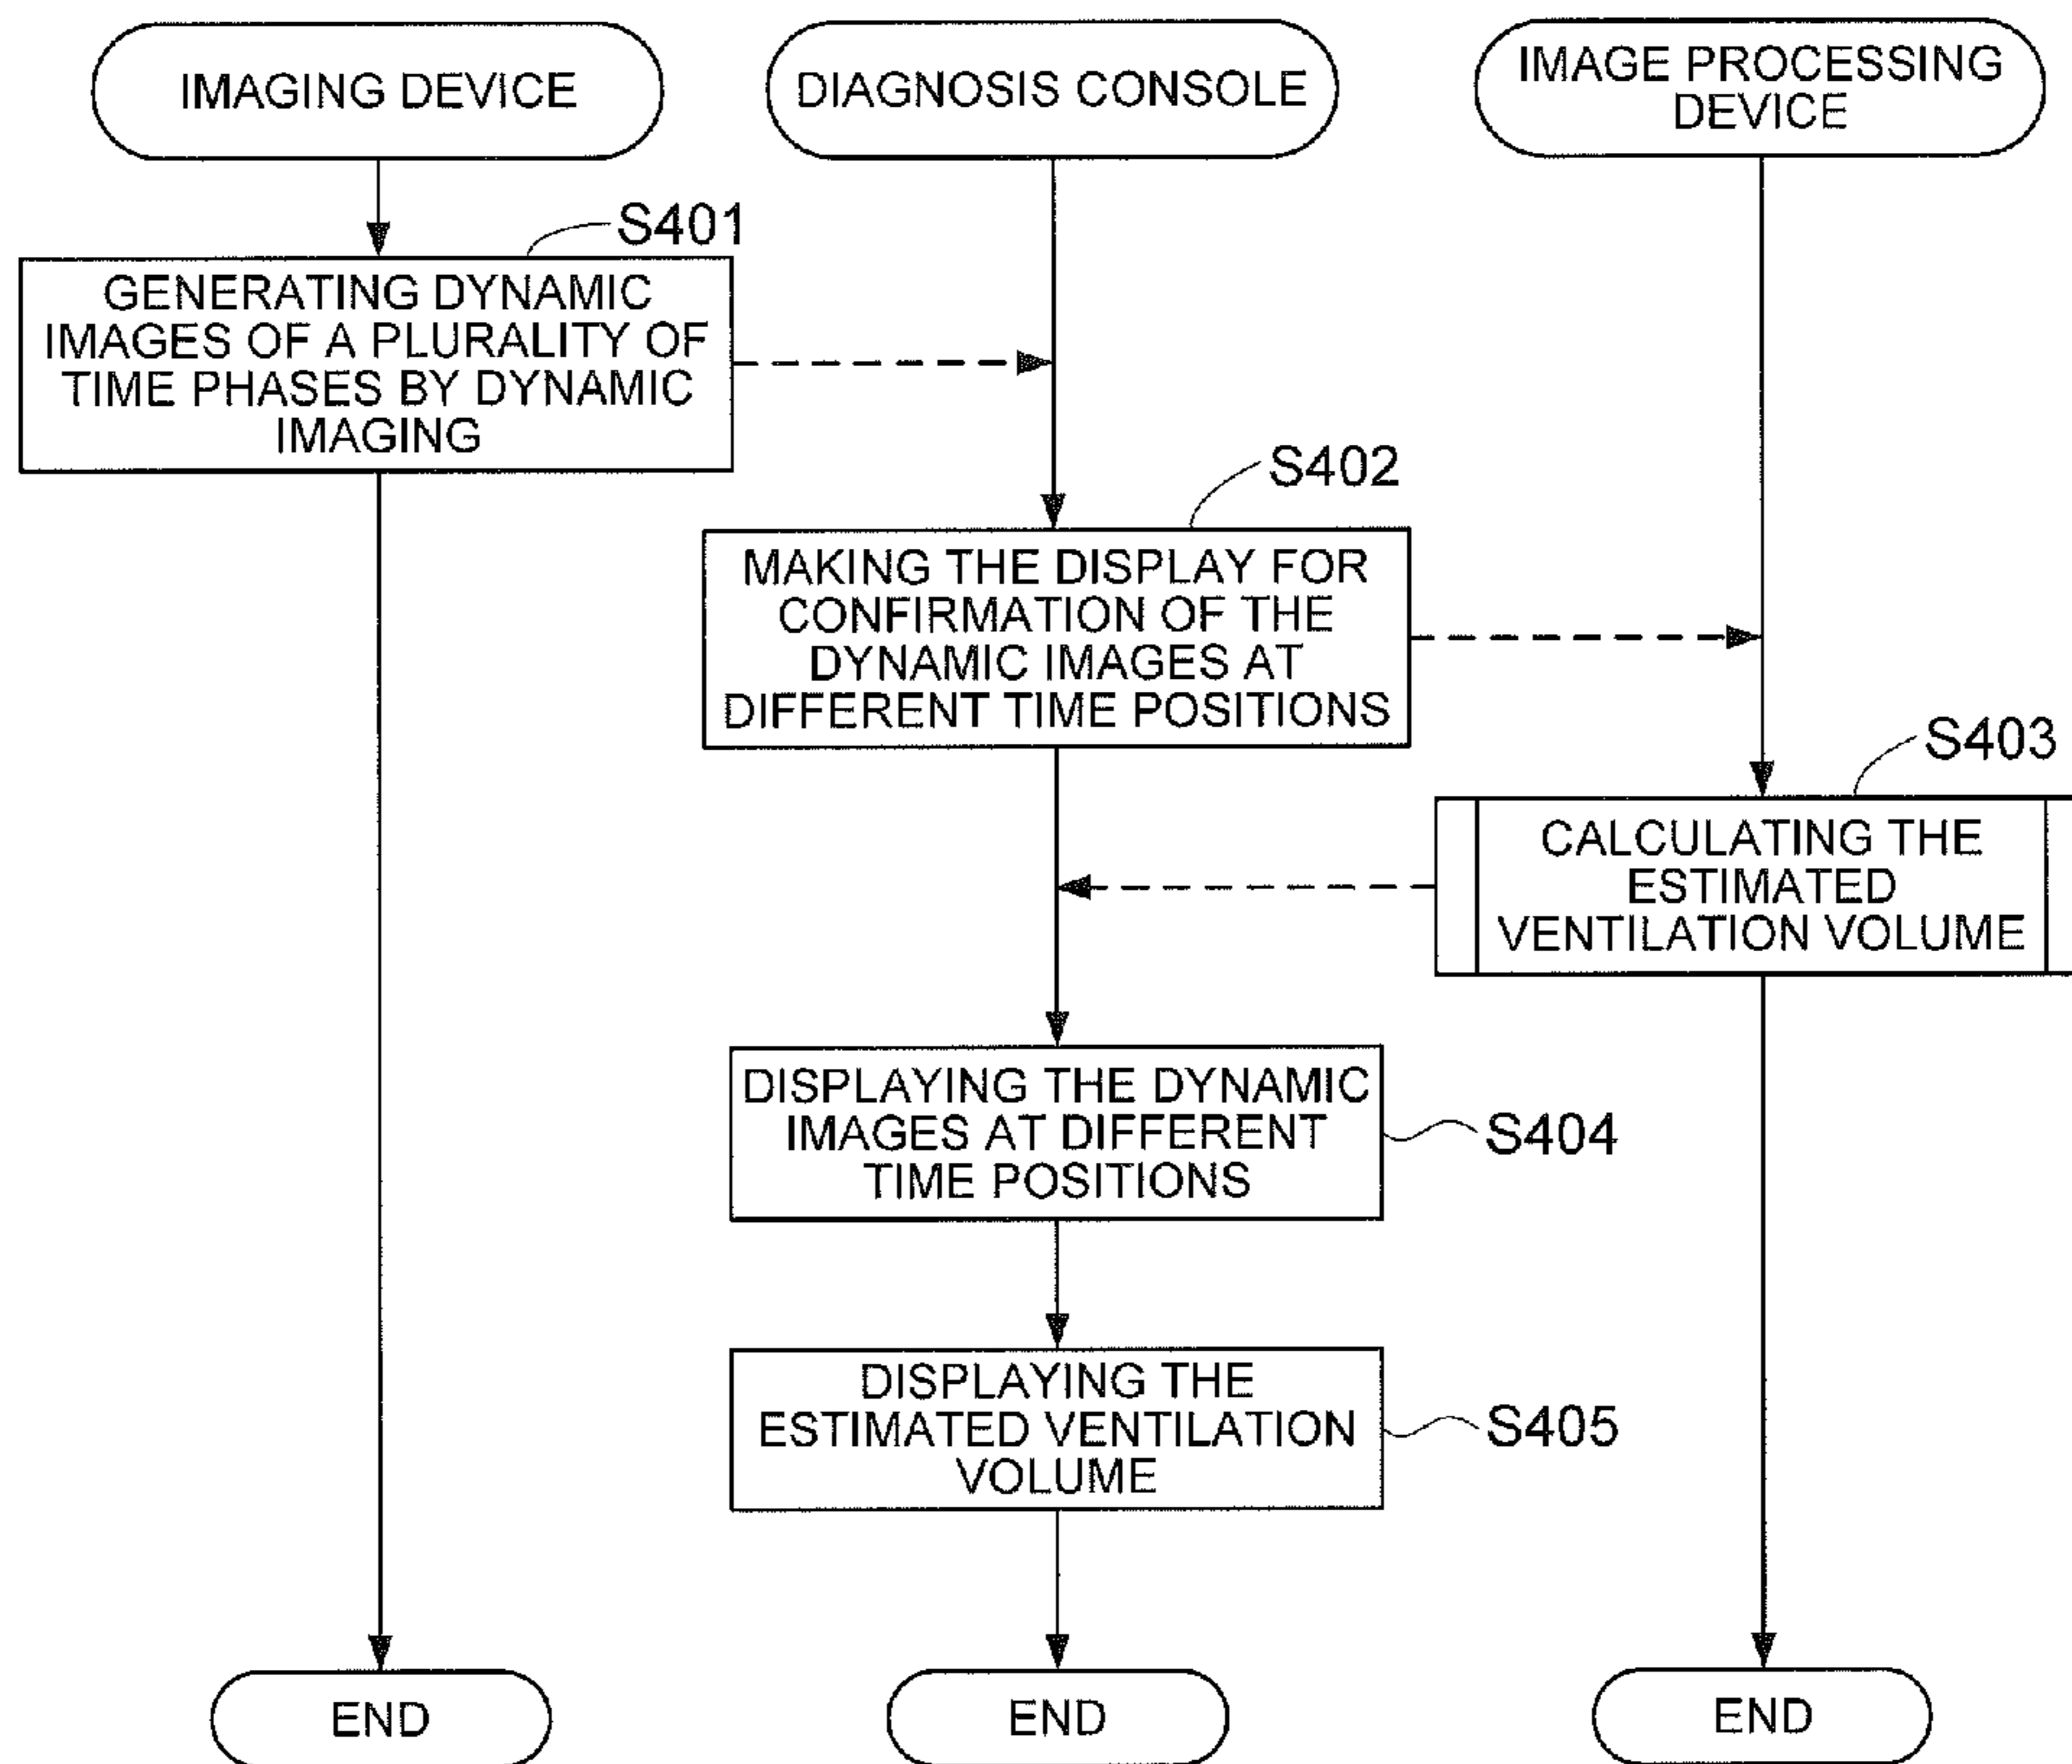 IMAGING DEVICE
DIAGNOSIS CONSOLE
IMAGE PROCESSING
DEVICE
S401
GENERATING DYNAMIC
IMAGES OF A PLURALITY OF
TIME PHASES BY DYNAMIC
IMAGING
S402
MAKING THE DISPLAY FOR
CONFIRMATION OF THE
DYNAMIC IMAGES AT
DIFFERENT TIME POSITIONS
S403
CALCULATING THE
ESTIMATED
VENTILATION VOLUME
DISPLAYING THE DYNAMIC
IMAGES AT DIFFERENT
TIME POSITIONS
S404
DISPLAYING THE
ESTIMATED VENTILATION
VOLUME
S405
END
END
END